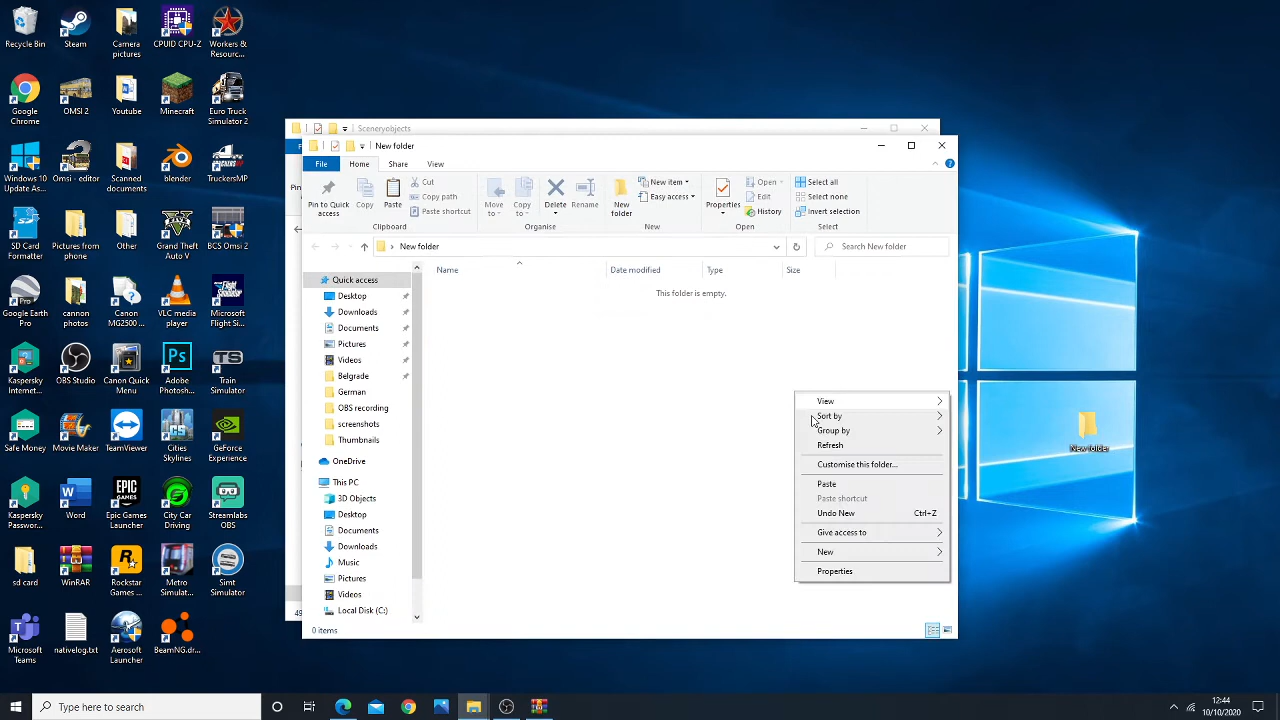 Recycle Bin
Steam
Camera
pictures
CPUID CPU-Z
Workers &
Resourc...
Google
Chrome
OMSI 2
Youtube
Minecraft
Euro Truck
Simulator 2
Windows 10
Update As...
Omsi - editor
Scanned
documents
blender
TruckersMP
SD Card
Formatter
Pictures from
phone
Other
Grand Theft
Auto V
BCS Omsi 2
Google Earth
Pro
cannon
photos
Canon
MG2500 ...
VLC media
player
Microsoft
Flight Si...
Kaspersky
Internet...
OBS Studio
Canon Quick
Menu
Adobe
Photosh...
Train
Simulator
Safe Money
Movie Maker
TeamViewer
Cities
Skylines
GeForce
Experience
Kaspersky
Passwor...
Word
Epic Games
Launcher
City Car
Driving
Streamlabs
OBS
sd card
WinRAR
Rockstar
Games ...
Metro
Simulat...
Simt
Simulator
Microsoft
Teams
nativelog.txt
Aerosoft
Launcher
BeamNG.dr...
Sceneryobjects
New folder
File
Home
Share
View
Pin to Quick
access
Copy
Paste
Cut
Copy path
Paste shortcut
Clipboard
Move
to
Copy
to
Delete
Rename
Organise
New
folder
New item
Easy access
New
Properties
Open
Edit
History
Open
Select all
Select none
Invert selection
Select
New folder
Search New folder
Name
Date modified
Type
Size
This folder is empty.
Quick access
Desktop
Downloads
Documents
Pictures
Videos
Belgrade
German
OBS recording
screenshots
Thumbnails
OneDrive
This PC
3D Objects
Desktop
Documents
Downloads
Music
Pictures
Videos
Local Disk (C:)
0 items
View
Sort by
Group by
Refresh
Customise this folder...
Paste
Paste shortcut
Undo New Ctrl+Z
Give access to
New
Properties
New folder
Type here to search
12:44
10/10/2020